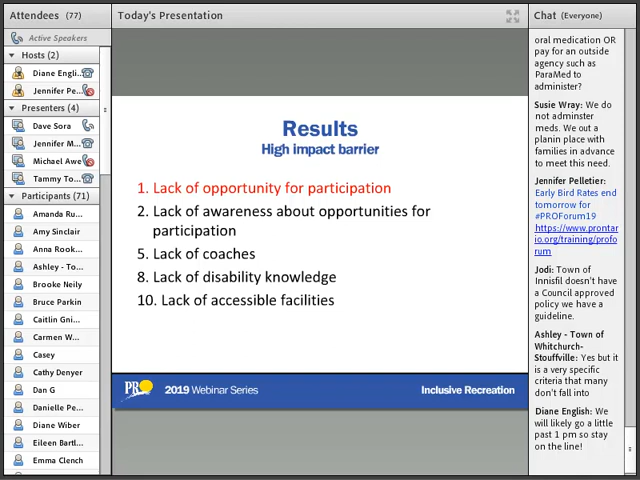 Attendees (77)
Active Speakers
Hosts (2)
Diane Engli...
Jennifer Pe...
Presenters (4)
Dave Sora
Jennifer M...
Michael Awe...
Tammy To...
Participants (71)
Amanda Ru...
Amy Sinclair
Anna Rook...
Ashley - To...
Brooke Neily
Bruce Parkin
Caitlin Gni...
Carmen W...
Casey
Cathy Denyer
Dan G
Danielle Pe...
Diane Wiber
Eileen Bartl...
Emma Clench
Today's Presentation
Results
High impact barrier
1. Lack of opportunity for participation
2. Lack of awareness about opportunities for
participation
5. Lack of coaches
8. Lack of disability knowledge
10. Lack of accessible facilities
PRO
2019 Webinar Series
Inclusive Recreation
Chat (Everyone)
oral medication OR
pay for an outside
agency such as
ParaMed to
administer?
Susie Wray: We do
not adminster
meds. We out a
planin place with
families in advance
to meet this need.
Jennifer Pelletier:
Early Bird Rates end
tomorrow for
#PROForum19
https://www.prontar
io.org/training/profo
rum
Jodi: Town of
Innisfil doesn't have
a Council approved
policy we have a
guideline.
Ashley - Town of
Whitchurch-
Stouffville: Yes but it
is a very specific
criteria that many
don't fall into
Diane English: We
will likely go a little
past 1 pm so stay
on the line!